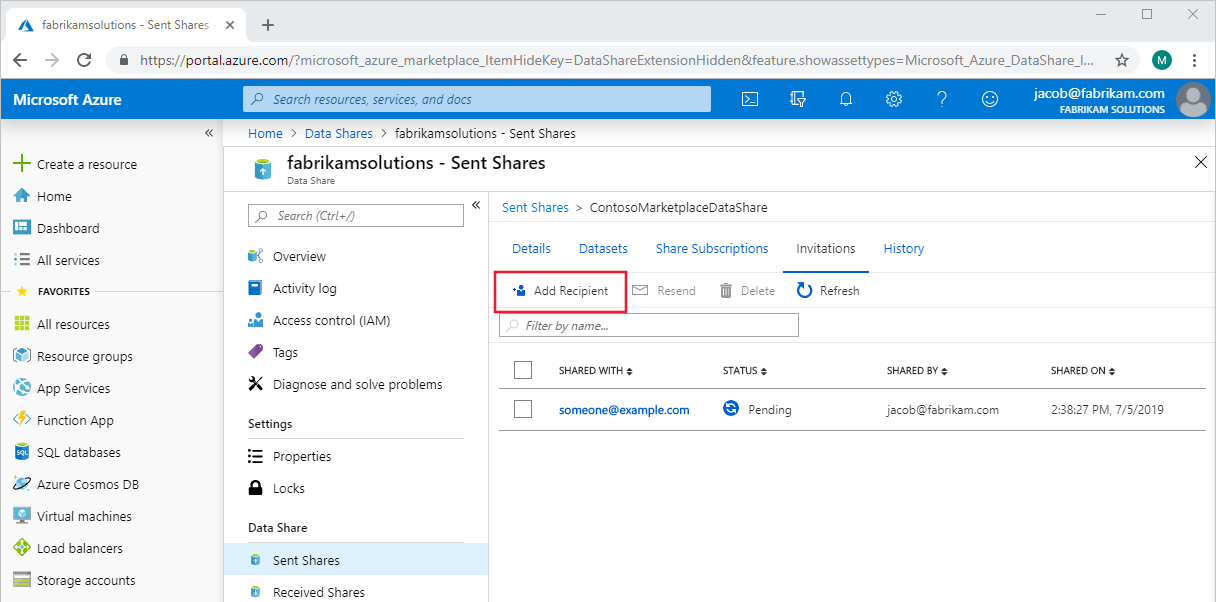 fabrikamsolutions - Sent Shares
https://portal.azure.com/?microsoft_azure_marketplace_ItemHideKey=DataShareExtensionHidden&feature.showassettypes=Microsoft_Azure_DataShare_I...
M
Microsoft Azure
Search resources, services, and docs
jacob@fabrikam.com
FABRIKAM SOLUTIONS
Create a resource
Home
Dashboard
All services
FAVORITES
All resources
Resource groups
App Services
Function App
SQL databases
Azure Cosmos DB
Virtual machines
Load balancers
Storage accounts
Home > Data Shares > fabrikamsolutions - Sent Shares
fabrikamsolutions - Sent Shares
Data Share
Search (Ctrl+/)
Overview
Activity log
Access control (IAM)
Tags
Diagnose and solve problems
Settings
Properties
Locks
Data Share
Sent Shares
Received Shares
Sent Shares > ContosoMarketplaceDataShare
Details Datasets Share Subscriptions Invitations History
Add Recipient Resend Delete Refresh
Filter by name...
SHARED WITH STATUS SHARED BY SHARED ON
someone@example.com Pending jacob@fabrikam.com 2:38:27 PM, 7/5/2019